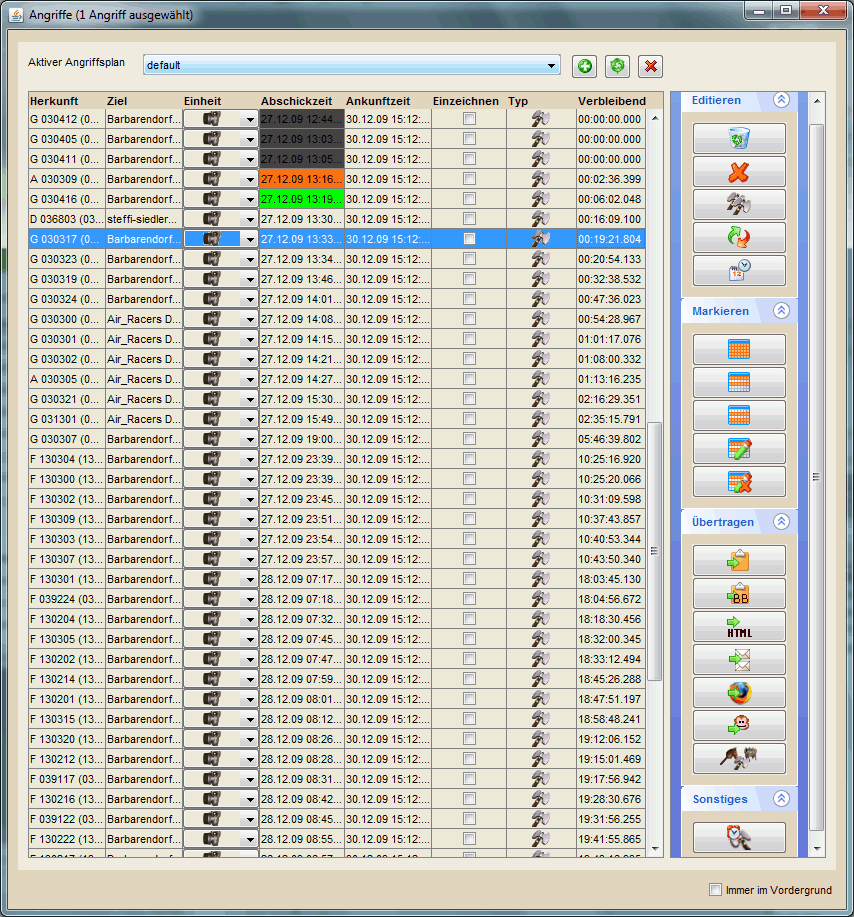 Angriffe (1 Angriff ausgewählt)
Aktiver Angriffsplan default
Herkunft Ziel Einheit Abschickzeit Ankunftzeit Einzeichnen Typ Verbleibend
G 030412 (0... Barbarendorf... 27.12.09 12:44... 30.12.09 15:12:... 00:00:00.000
G 030405 (0... Barbarendorf... 27.12.09 13:03... 30.12.09 15:12:... 00:00:00.000
G 030411 (0... Barbarendorf... 27.12.09 13:05... 30.12.09 15:12:... 00:00:00.000
A 030309 (0... Barbarendorf... 27.12.09 13:16... 30.12.09 15:12:... 00:02:36.399
G 030416 (0... Barbarendorf... 27.12.09 13:19... 30.12.09 15:12:... 00:06:02.048
D 036803 (03... steffi-siedler... 27.12.09 13:30... 30.12.09 15:12:... 00:16:09.100
G 030317 (0... Barbarendorf... 27.12.09 13:33... 30.12.09 15:12:... 00:19:21.804
G 030323 (0... Barbarendorf... 27.12.09 13:34... 30.12.09 15:12:... 00:20:54.133
G 030319 (0... Barbarendorf... 27.12.09 13:46... 30.12.09 15:12:... 00:32:38.532
G 030324 (0... Barbarendorf... 27.12.09 14:01... 30.12.09 15:12:... 00:47:36.023
G 030300 (0... Air_Racers D... 27.12.09 14:08... 30.12.09 15:12:... 00:54:28.967
G 030301 (0... Air_Racers D... 27.12.09 14:15... 30.12.09 15:12:... 01:01:17.076
G 030302 (0... Air_Racers D... 27.12.09 14:21... 30.12.09 15:12:... 01:08:00.332
A 030305 (0... Air_Racers D... 27.12.09 14:27... 30.12.09 15:12:... 01:13:16.235
G 030321 (0... Air_Racers D... 27.12.09 15:30... 30.12.09 15:12:... 02:16:29.351
G 031301 (0... Air_Racers D... 27.12.09 15:49... 30.12.09 15:12:... 02:35:15.791
G 030307 (0... Barbarendorf... 27.12.09 19:00... 30.12.09 15:12:... 05:46:39.802
F 130304 (13... Barbarendorf... 27.12.09 23:39... 30.12.09 15:12:... 10:25:16.920
F 130300 (13... Barbarendorf... 27.12.09 23:39... 30.12.09 15:12:... 10:25:20.066
F 130302 (13... Barbarendorf... 27.12.09 23:45... 30.12.09 15:12:... 10:31:09.598
F 130309 (13... Barbarendorf... 27.12.09 23:51... 30.12.09 15:12:... 10:37:43.857
F 130303 (13... Barbarendorf... 27.12.09 23:54... 30.12.09 15:12:... 10:40:53.344
F 130307 (13... Barbarendorf... 27.12.09 23:57... 30.12.09 15:12:... 10:43:50.340
F 130301 (13... Barbarendorf... 28.12.09 07:17... 30.12.09 15:12:... 18:03:45.130
F 039224 (03... Barbarendorf... 28.12.09 07:18... 30.12.09 15:12:... 18:04:56.672
F 130204 (13... Barbarendorf... 28.12.09 07:32... 30.12.09 15:12:... 18:18:30.456
F 130305 (13... Barbarendorf... 28.12.09 07:45... 30.12.09 15:12:... 18:32:00.345
F 130202 (13... Barbarendorf... 28.12.09 07:47... 30.12.09 15:12:... 18:33:12.494
F 130214 (13... Barbarendorf... 28.12.09 07:59... 30.12.09 15:12:... 18:45:26.288
F 130201 (13... Barbarendorf... 28.12.09 08:01... 30.12.09 15:12:... 18:47:51.197
F 130315 (13... Barbarendorf... 28.12.09 08:12... 30.12.09 15:12:... 18:58:48.241
F 130320 (13... Barbarendorf... 28.12.09 08:26... 30.12.09 15:12:... 19:12:06.152
F 130212 (13... Barbarendorf... 28.12.09 08:28... 30.12.09 15:12:... 19:15:01.469
F 039117 (03... Barbarendorf... 28.12.09 08:31... 30.12.09 15:12:... 19:17:56.942
F 130216 (13... Barbarendorf... 28.12.09 08:42... 30.12.09 15:12:... 19:28:30.676
F 039122 (03... Barbarendorf... 28.12.09 08:45... 30.12.09 15:12:... 19:31:56.255
F 130222 (13... Barbarendorf... 28.12.09 08:55... 30.12.09 15:12:... 19:41:55.865
Editieren
12
Markieren
Übertragen
BB
HTML
Sonstiges
Immer im Vordergrund